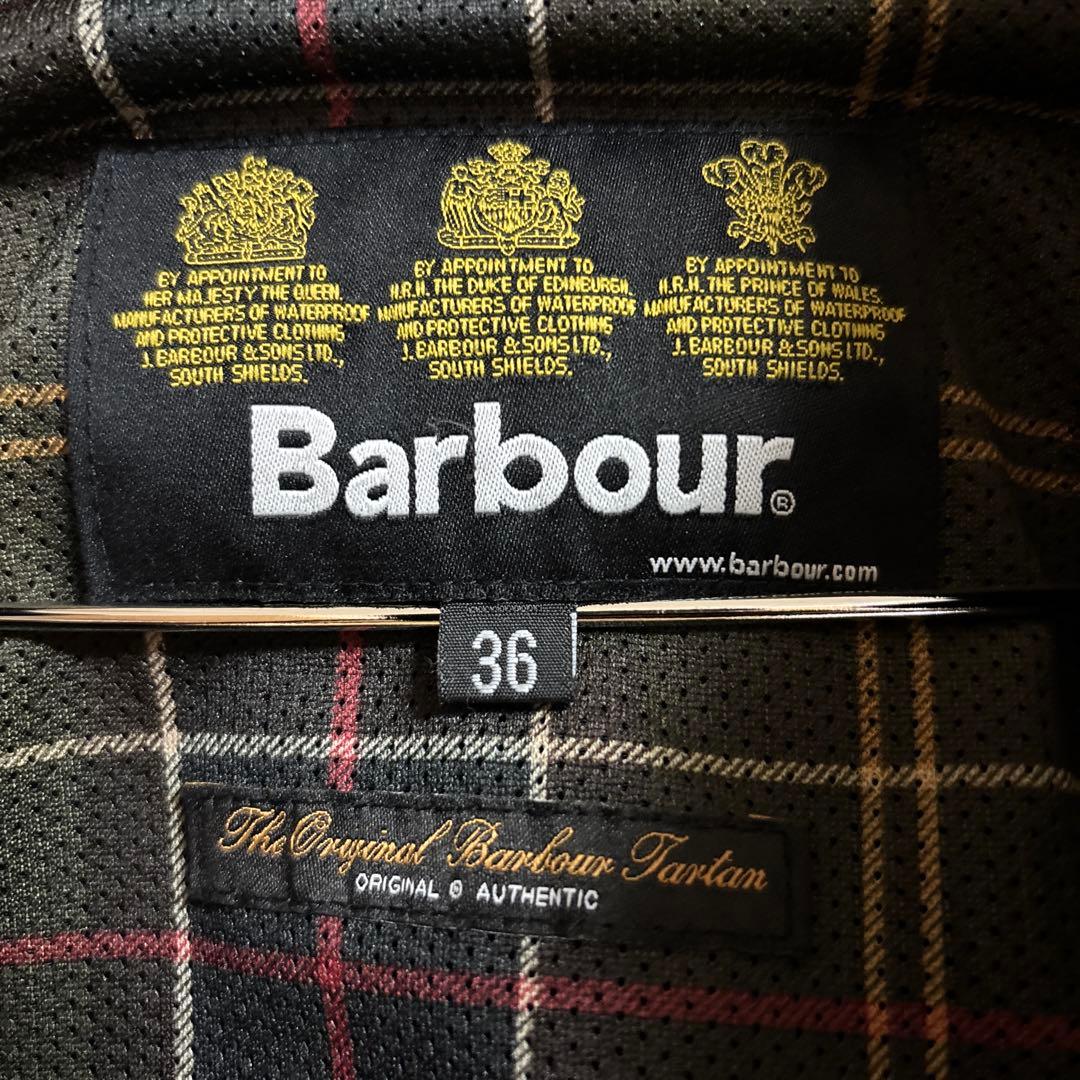 BY APPOINTMENT TO
HER MAJESTY THE QUEEN
MANUFACTURERS OF WATERPROOF
AND PROTECTIVE CLOTHING
J. BARBOUR & SONS LTD.,
SOUTH SHIELDS.
BY APPOINTMENT TO
H.R.H. THE DUKE OF EDINBURGH
MANUFACTURERS OF WATERPROOF
AND PROTECTIVE CLOTHING
J. BARBOUR & SONS LTD.,
SOUTH SHIELDS.
BY APPOINTMENT TO
H.R.H. THE PRINCE OF WALES.
MANUFACTURERS OF WATERPROOF
AND PROTECTIVE CLOTHING
J. BARBOUR & SONS LTD.,
SOUTH SHIELDS.
Barbour®
www.barbour.com
36
The Original Barbour Tartan
ORIGINAL ® AUTHENTIC